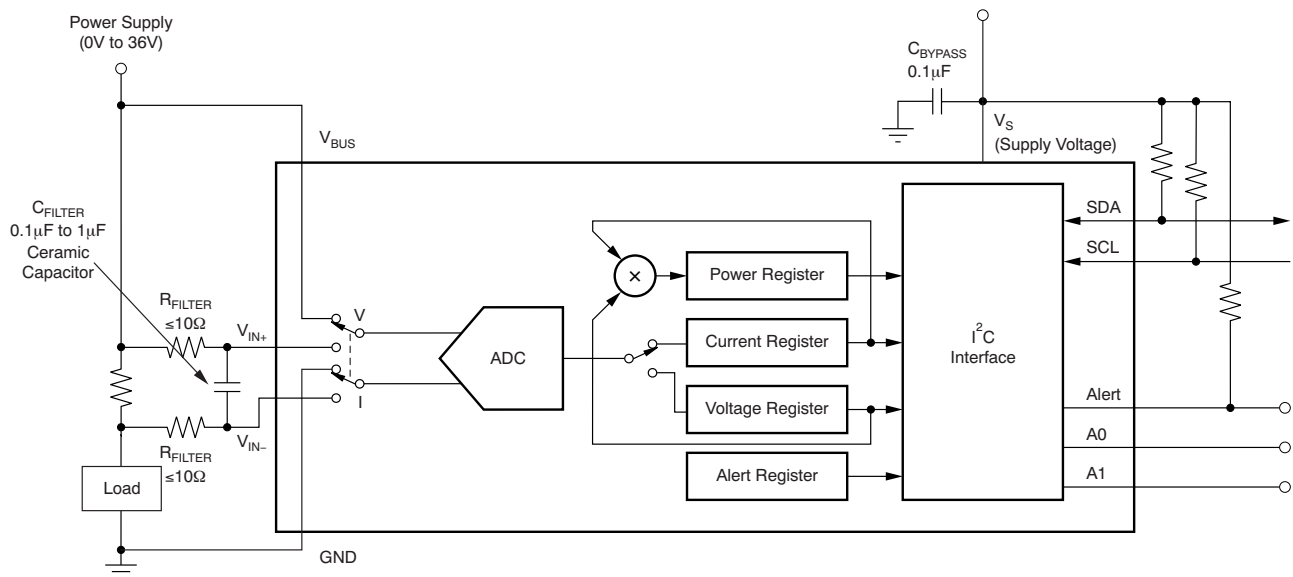 Power Supply
(0V to 36V)
C_BYPASS
0.1μF
V_BUS
V_S
(Supply Voltage)
C_FILTER
0.1μF to 1μF
Ceramic
Capacitor
SDA
SCL
Power Register
×
R_FILTER
≤10Ω
V_IN+
V
ADC
Current Register
I²C
Interface
I
Voltage Register
Alert
V_IN–
R_FILTER
≤10Ω
A0
Load
Alert Register
A1
GND